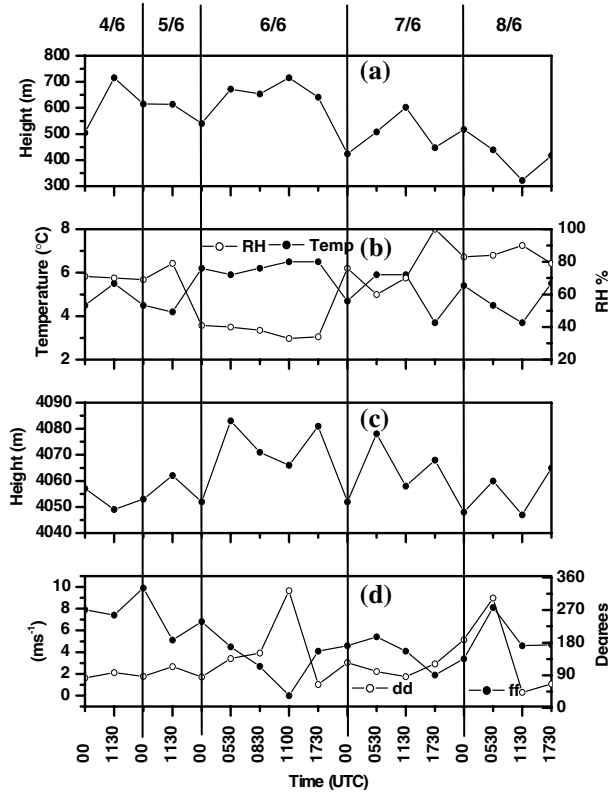 4/6 5/6 6/6 7/6 8/6
800
700
600
500
400
300
Height (m)
(a)
8
6
4
2
Temperature (°C)
RH Temp
(b)
100
80
60
40
20
RH %
4090
4080
4070
4060
4050
4040
Height (m)
(c)
10
8
6
4
2
0
(ms-1)
(d)
dd ff
360
270
180
90
0
Degrees
00 1130 00 1130 00 0530 0830 1100 1730 00 0530 1130 1730 00 0530 1130 1730
Time (UTC)